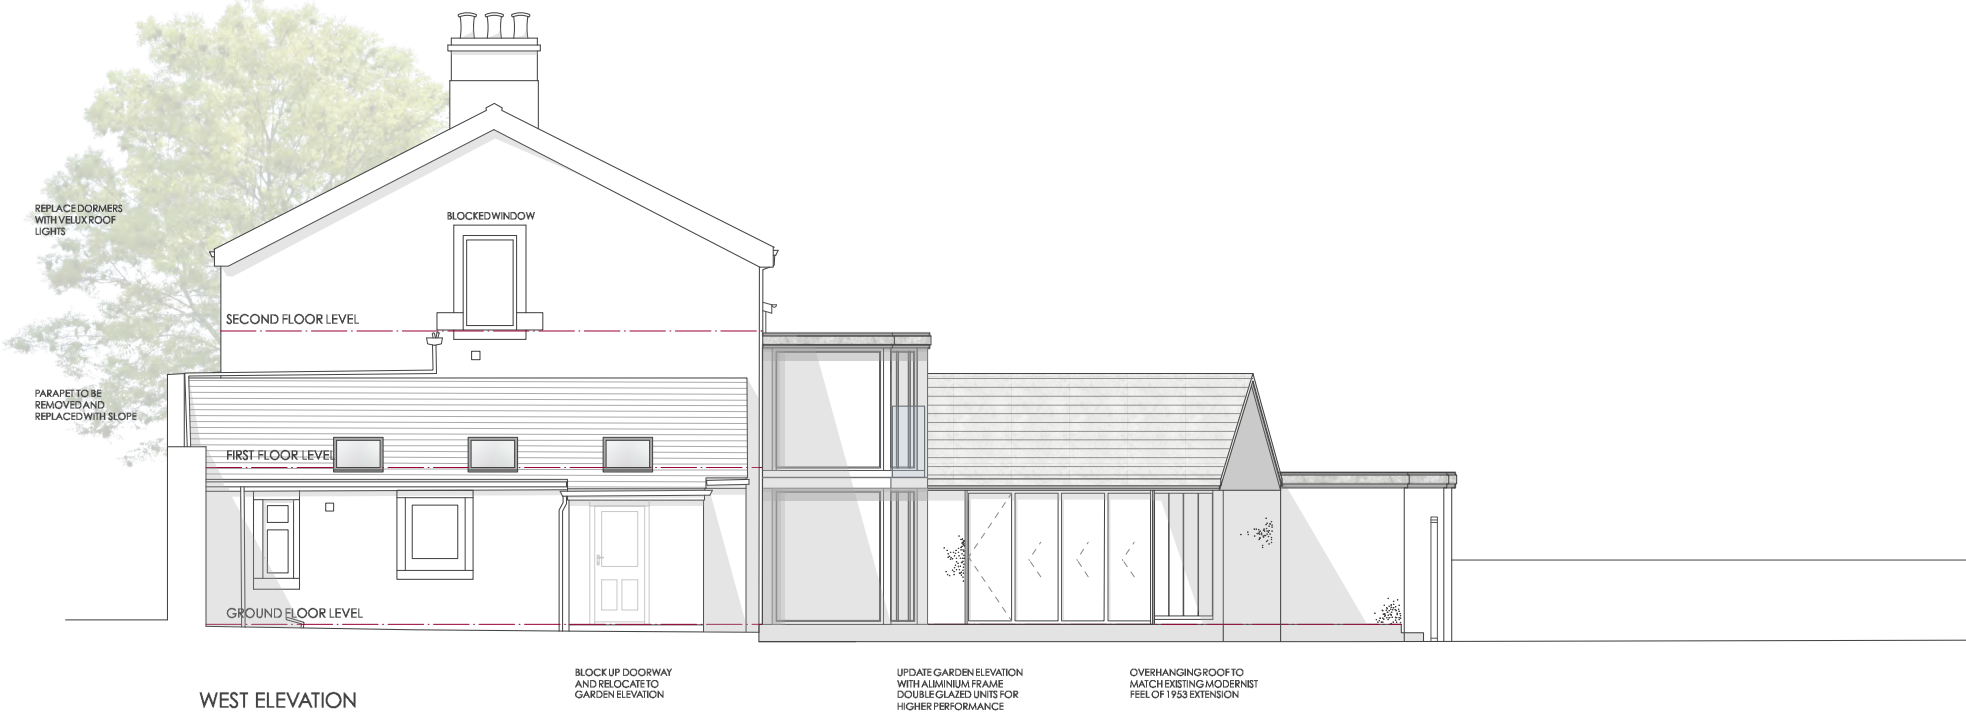 REPLACE DORMERS
WITH VELUX ROOF
LIGHTS
BLOCKED WINDOW
SECOND FLOOR LEVEL
PARAPET TO BE
REMOVED AND
REPLACED WITH SLOPE
FIRST FLOOR LEVEL
GROUND FLOOR LEVEL
WEST ELEVATION
BLOCK UP DOORWAY
AND RELOCATE TO
GARDEN ELEVATION
UPDATE GARDEN ELEVATION
WITH ALIMINIUM FRAME
DOUBLE GLAZED UNITS FOR
HIGHER PERFORMANCE
OVERHANGING ROOF TO
MATCH EXISTING MODERNIST
FEEL OF 1953 EXTENSION